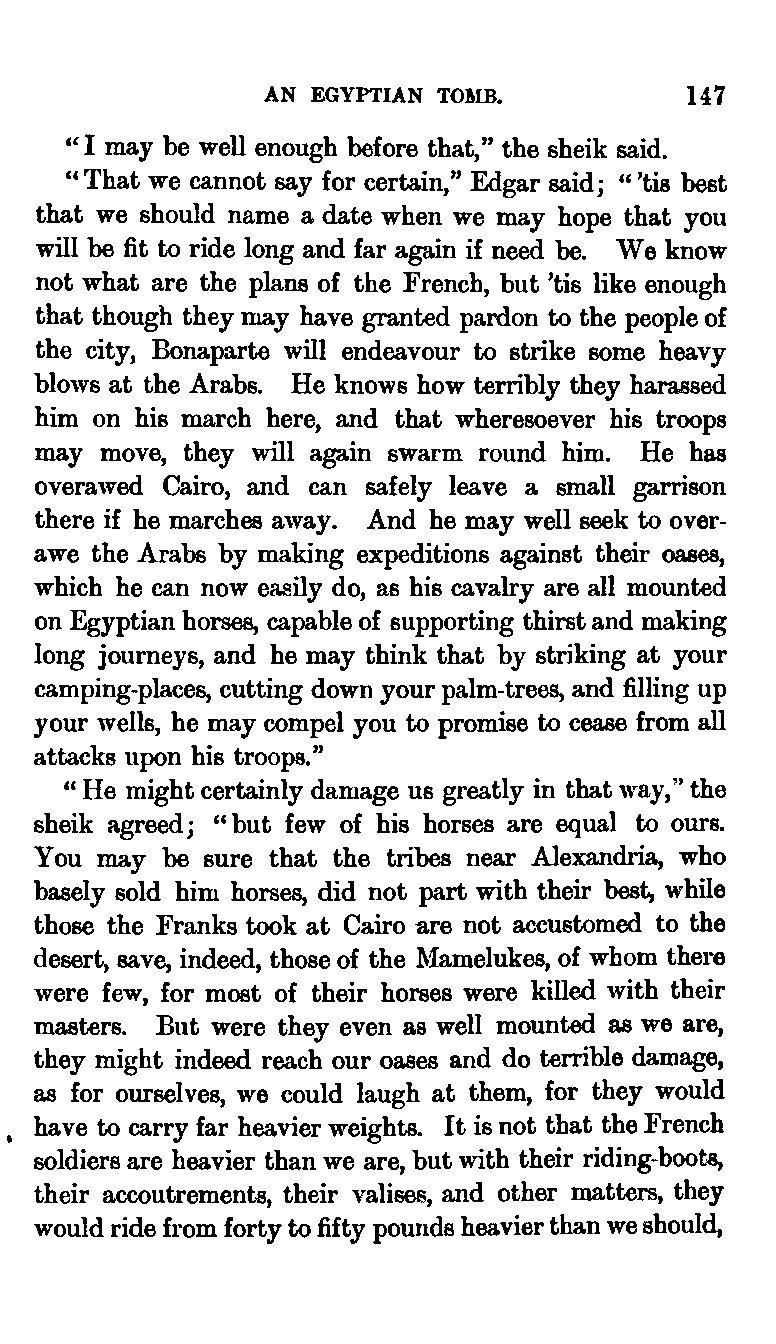 AN EGYPTIAN TOMB. 147
“I may be well enough before that,” the sheik said.
“That we cannot say for certain,” Edgar said; “’tis best
that we should name a date when we may hope that you
will be fit to ride long and far again if need be. We know
not what are the plans of the French, but ’tis like enough
that though they may have granted pardon to the people of
the city, Bonaparte will endeavour to strike some heavy
blows at the Arabs. He knows how terribly they harassed
him on his march here, and that wheresoever his troops
may move, they will again swarm round him. He has
overawed Cairo, and can safely leave a small garrison
there if he marches away. And he may well seek to over-
awe the Arabs by making expeditions against their oases,
which he can now easily do, as his cavalry are all mounted
on Egyptian horses, capable of supporting thirst and making
long journeys, and he may think that by striking at your
camping-places, cutting down your palm-trees, and filling up
your wells, he may compel you to promise to cease from all
attacks upon his troops.”
“He might certainly damage us greatly in that way,” the
sheik agreed; “but few of his horses are equal to ours.
You may be sure that the tribes near Alexandria, who
basely sold him horses, did not part with their best, while
those the Franks took at Cairo are not accustomed to the
desert, save, indeed, those of the Mamelukes, of whom there
were few, for most of their horses were killed with their
masters. But were they even as well mounted as we are,
they might indeed reach our oases and do terrible damage,
as for ourselves, we could laugh at them, for they would
have to carry far heavier weights. It is not that the French
soldiers are heavier than we are, but with their riding-boots,
their accoutrements, their valises, and other matters, they
would ride from forty to fifty pounds heavier than we should,